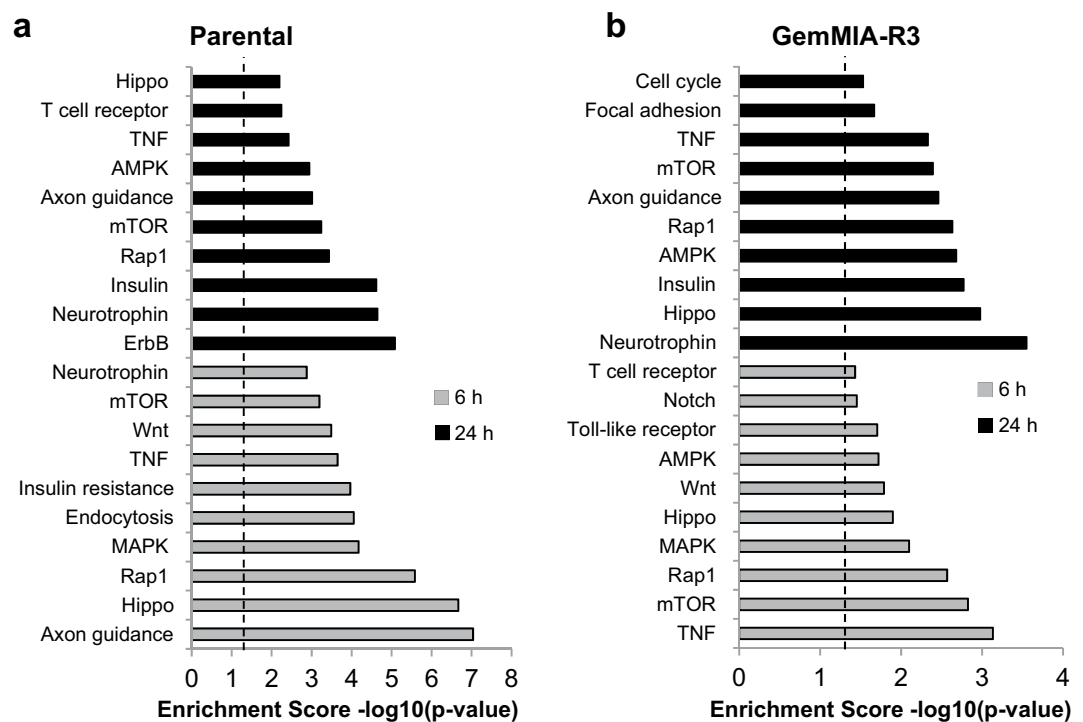 a
Parental
Hippo
T cell receptor
TNF
AMPK
Axon guidance
mTOR
Rap1
Insulin
Neurotrophin
ErbB
Neurotrophin
mTOR
Wnt
TNF
Insulin resistance
Endocytosis
MAPK
Rap1
Hippo
Axon guidance
6 h
24 h
0 1 2 3 4 5 6 7 8
Enrichment Score -log10(p-value)
b
GemMIA-R3
Cell cycle
Focal adhesion
TNF
mTOR
Axon guidance
Rap1
AMPK
Insulin
Hippo
Neurotrophin
T cell receptor
Notch
Toll-like receptor
AMPK
Wnt
Hippo
MAPK
Rap1
mTOR
TNF
6 h
24 h
0 1 2 3 4
Enrichment Score -log10(p-value)